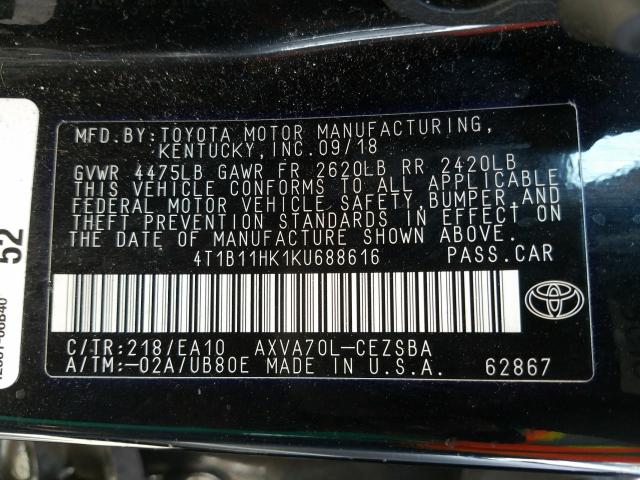 MFD.BY:TOYOTA MOTOR MANUFACTURING,
KENTUCKY, INC.09/18
GVWR 4475LB GAWR FR 2620LB RR 2420LB
THIS VEHICLE CONFORMS TO ALL APPLICABLE
FEDERAL MOTOR VEHICLE SAFETY, BUMPER, AND
THEFT PREVENTION STANDARDS IN EFFECT ON
THE DATE OF MANUFACTURE SHOWN ABOVE.
4T1B11HK1KU688616 PASS.CAR
C/TR:218/EA10 AXVA70L-CEZSBA
A/TM:-02A/UB80E MADE IN U.S.A. 62867
52